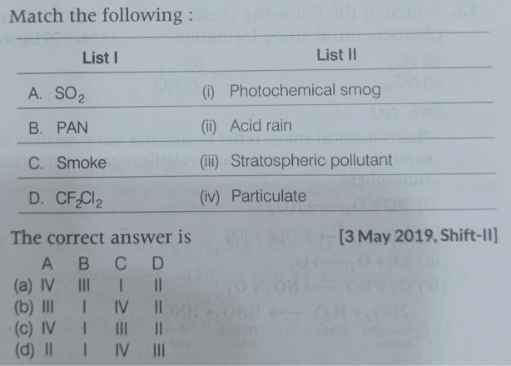 Match the following :
List I List II
A. SO2 (i) Photochemical smog
B. PAN (ii) Acid rain
C. Smoke (iii) Stratospheric pollutant
D. CF2Cl2 (iv) Particulate
The correct answer is [3 May 2019, Shift-II]
A B C D
(a) IV III I II
(b) III I IV II
(c) IV I III II
(d) II I IV III